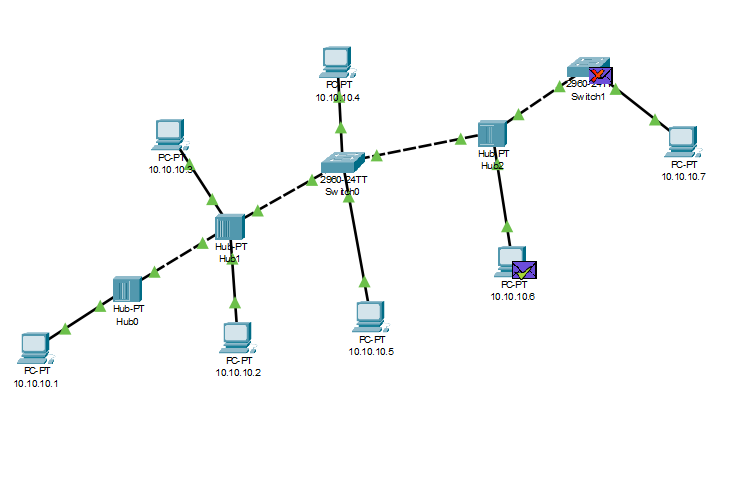 PC-PT
10.10.10.4
2960-24TT
Switch1
PC-PT
10.10.10.3
Hub-PT
Hub2
PC-PT
10.10.10.7
2960-24TT
Switch0
Hub-PT
Hub1
PC-PT
10.10.10.6
Hub-PT
Hub0
PC-PT
10.10.10.5
PC-PT
10.10.10.2
PC-PT
10.10.10.1